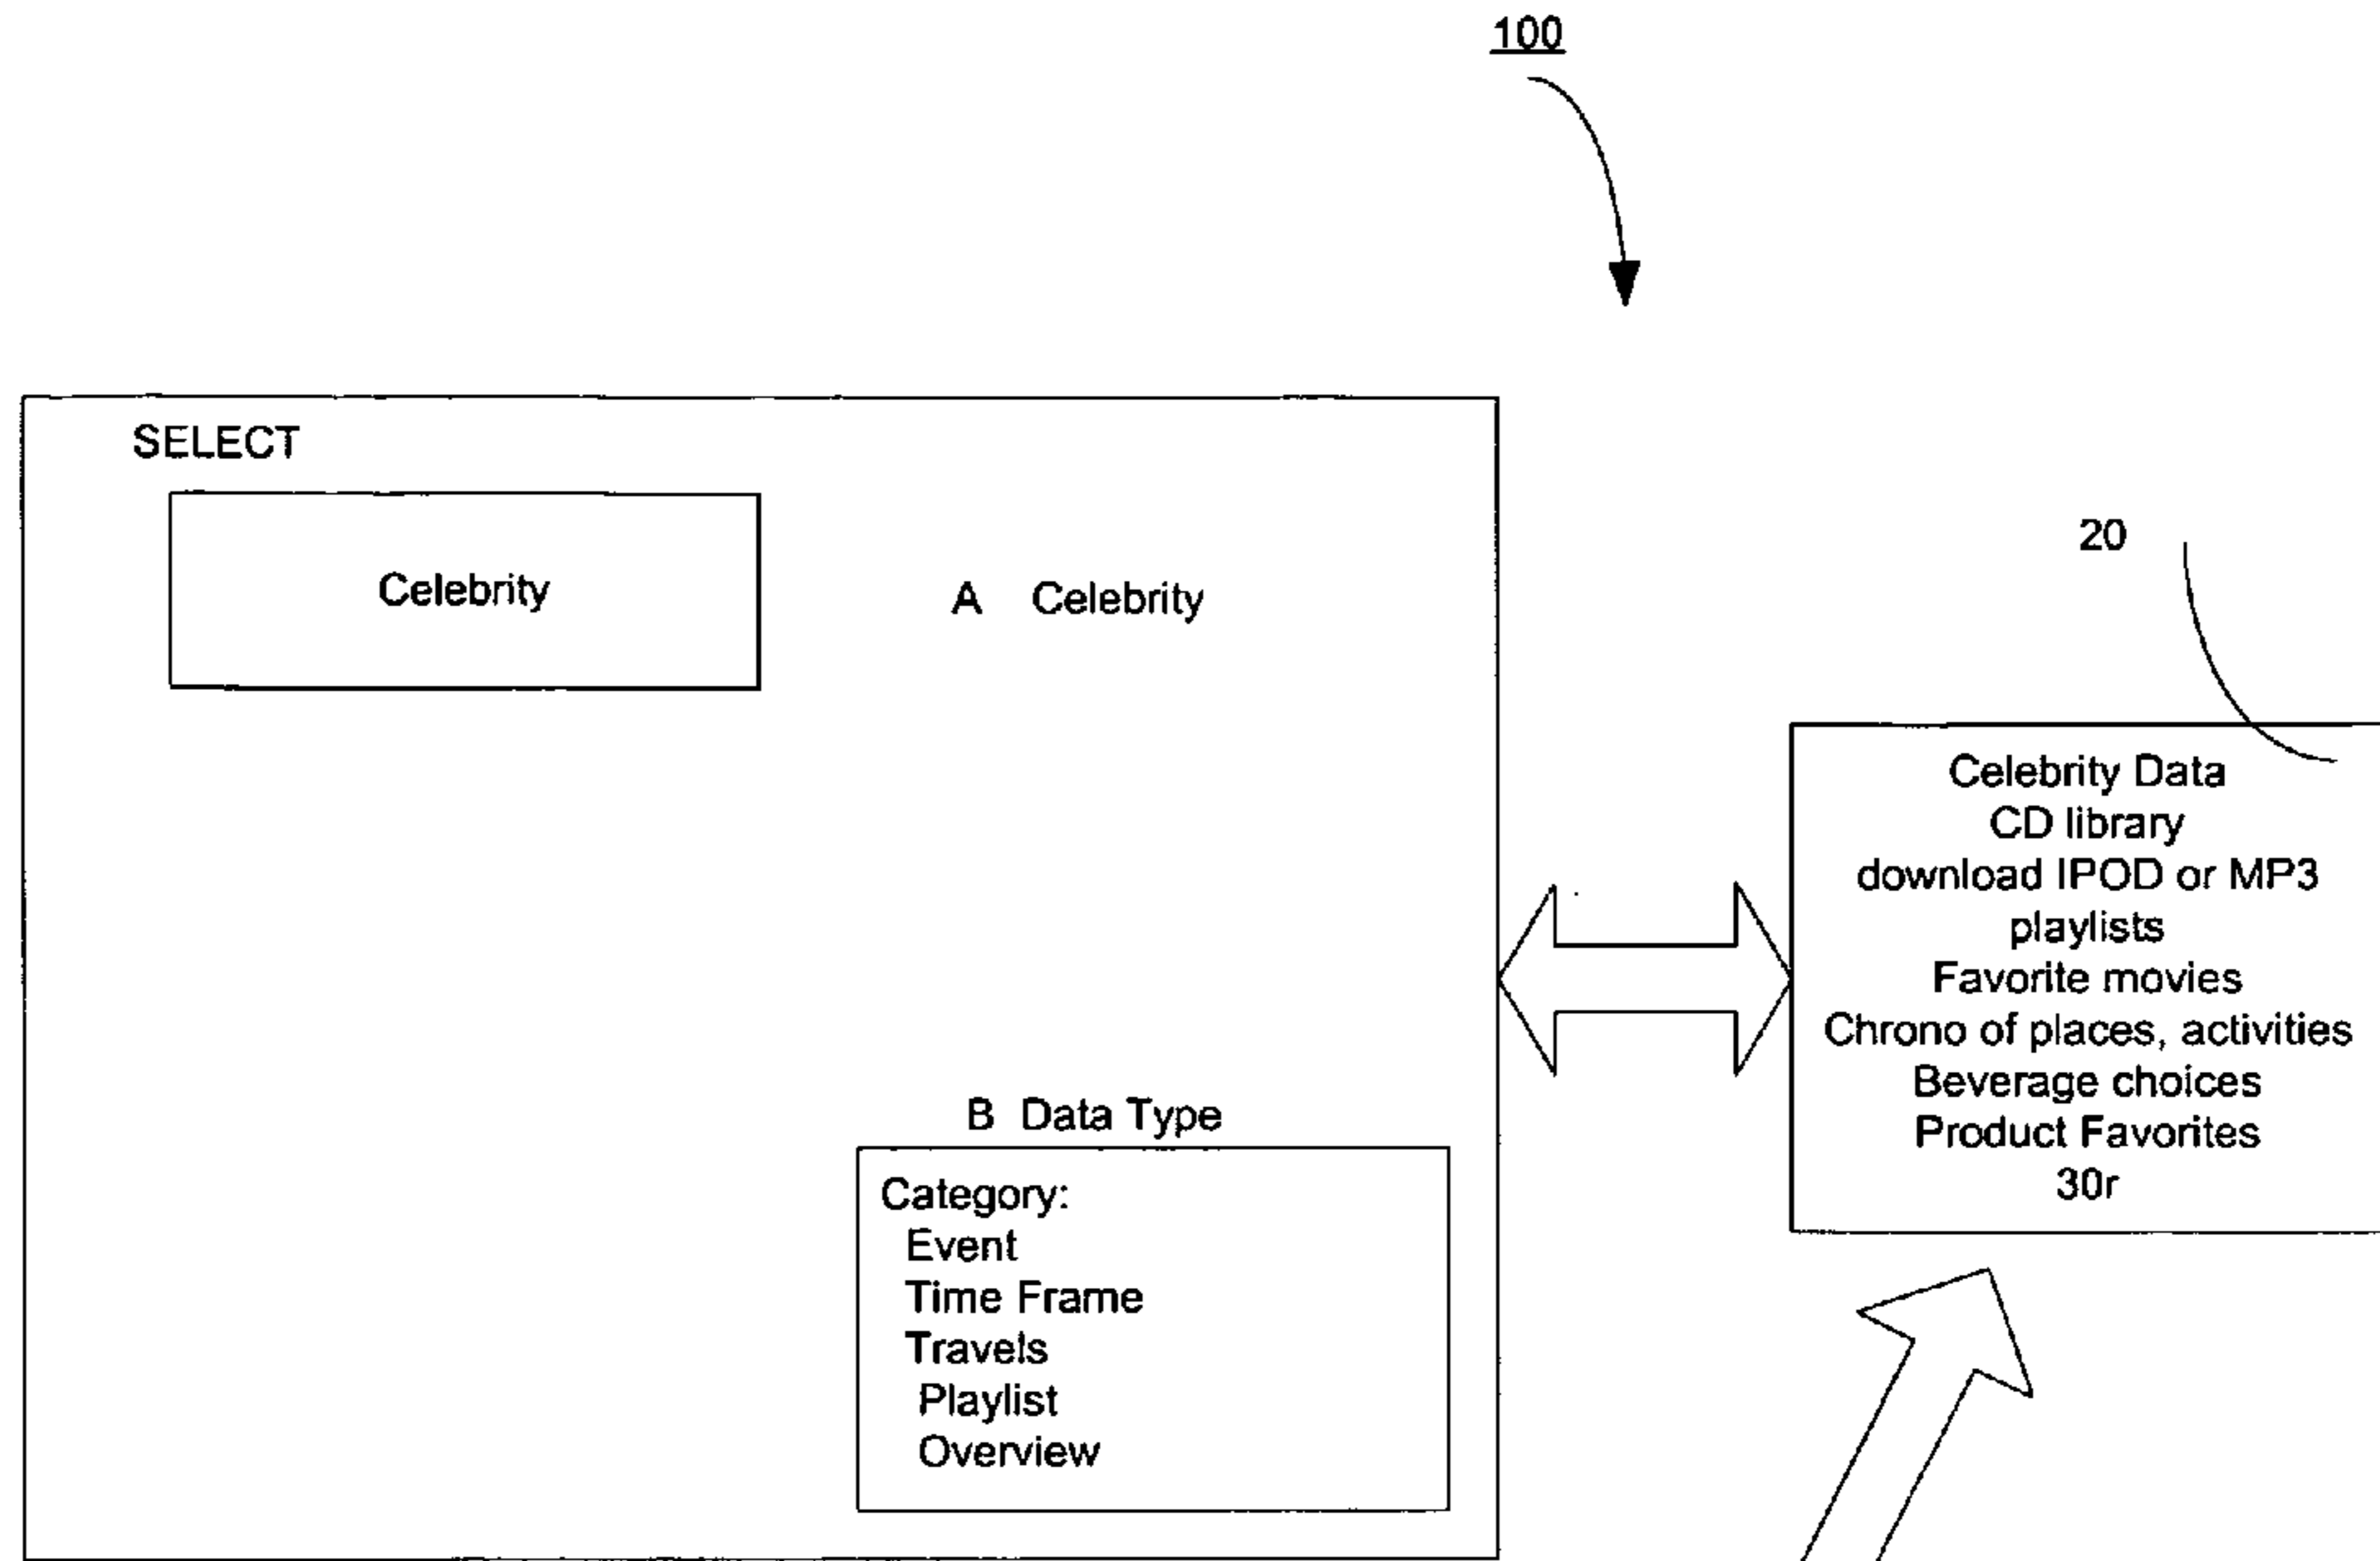 100
SELECT
Celebrity
A Celebrity
20
Celebrity Data
CD library
download IPOD or MP3
playlists
Favorite movies
Chrono of places, activities
Beverage choices
Product Favorites
30r
B Data Type
Category:
Event
Time Frame
Travels
Playlist
Overview